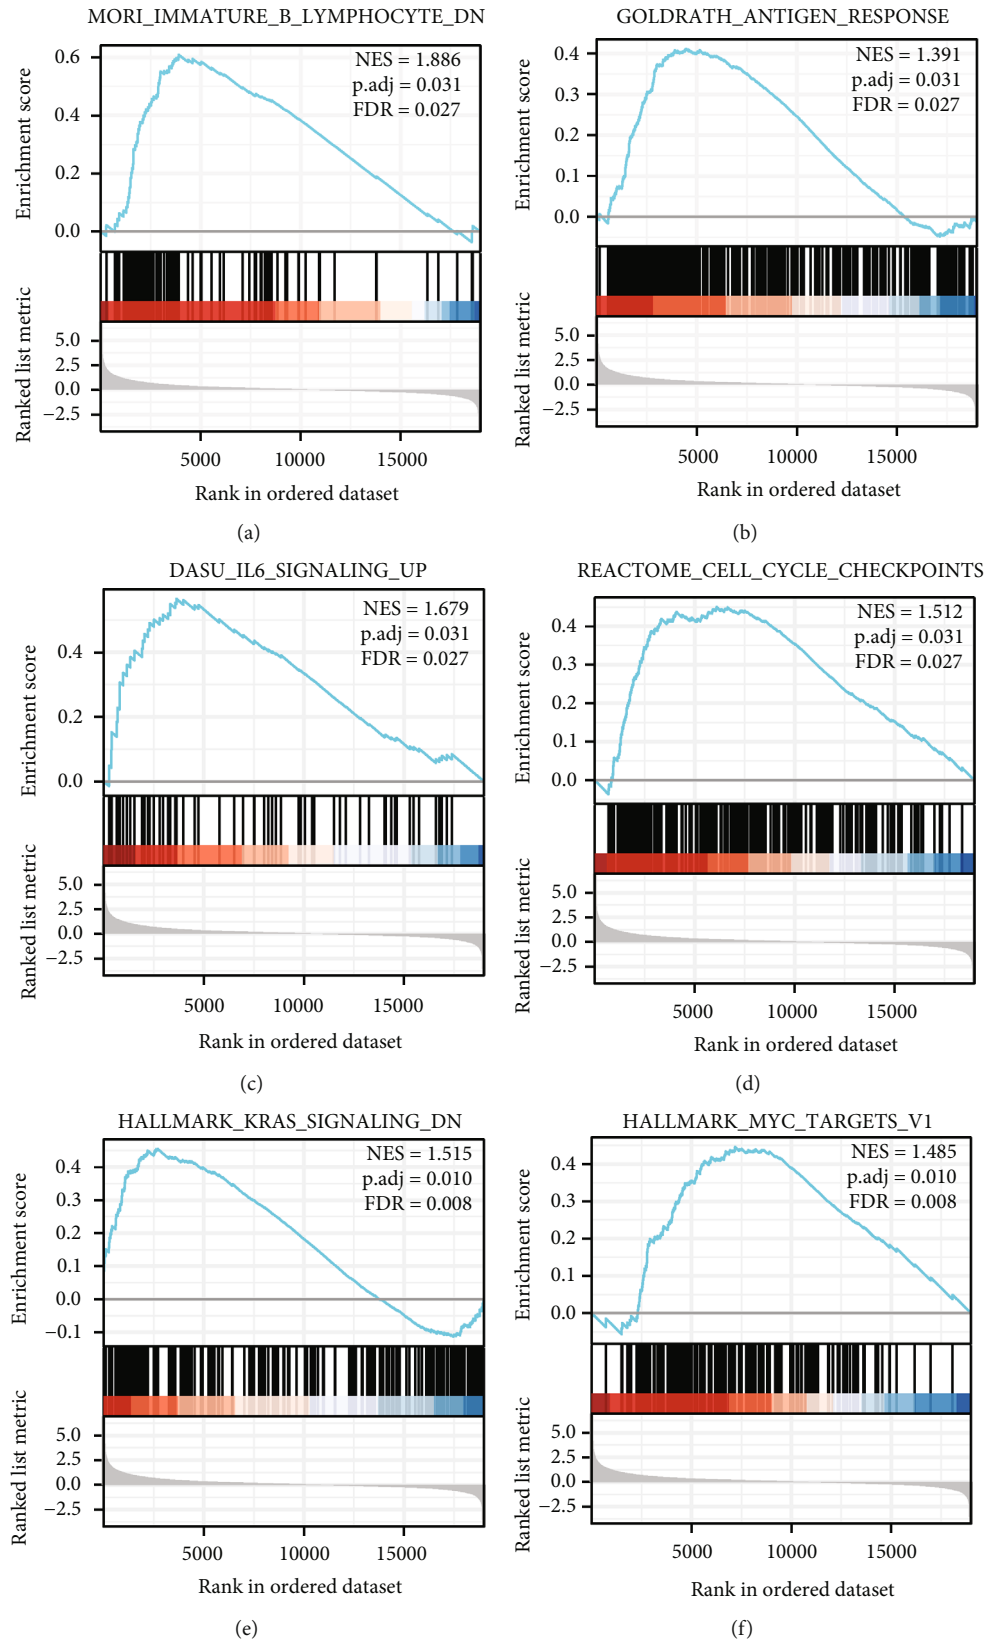 MORI_IMMATURE_B_LYMPHOCYTE_DN
NES = 1.886
p.adj = 0.031
FDR = 0.027
Enrichment score
0.6
0.4
0.2
0.0
Ranked list metric
5.0
2.5
0.0
−2.5
5000 10000 15000
Rank in ordered dataset
(a)
GOLDRATH_ANTIGEN_RESPONSE
NES = 1.391
p.adj = 0.031
FDR = 0.027
Enrichment score
0.4
0.3
0.2
0.1
0.0
Ranked list metric
5.0
2.5
0.0
−2.5
5000 10000 15000
Rank in ordered dataset
(b)
DASU_IL6_SIGNALING_UP
NES = 1.679
p.adj = 0.031
FDR = 0.027
Enrichment score
0.4
0.2
0.0
Ranked list metric
5.0
2.5
0.0
−2.5
5000 10000 15000
Rank in ordered dataset
(c)
REACTOME_CELL_CYCLE_CHECKPOINTS
NES = 1.512
p.adj = 0.031
FDR = 0.027
Enrichment score
0.4
0.3
0.2
0.1
0.0
Ranked list metric
5.0
2.5
0.0
−2.5
5000 10000 15000
Rank in ordered dataset
(d)
HALLMARK_KRAS_SIGNALING_DN
NES = 1.515
p.adj = 0.010
FDR = 0.008
Enrichment score
0.4
0.3
0.2
0.1
0.0
−0.1
Ranked list metric
5.0
2.5
0.0
−2.5
5000 10000 15000
Rank in ordered dataset
(e)
HALLMARK_MYC_TARGETS_V1
NES = 1.485
p.adj = 0.010
FDR = 0.008
Enrichment score
0.4
0.3
0.2
0.1
0.0
Ranked list metric
5.0
2.5
0.0
−2.5
5000 10000 15000
Rank in ordered dataset
(f)